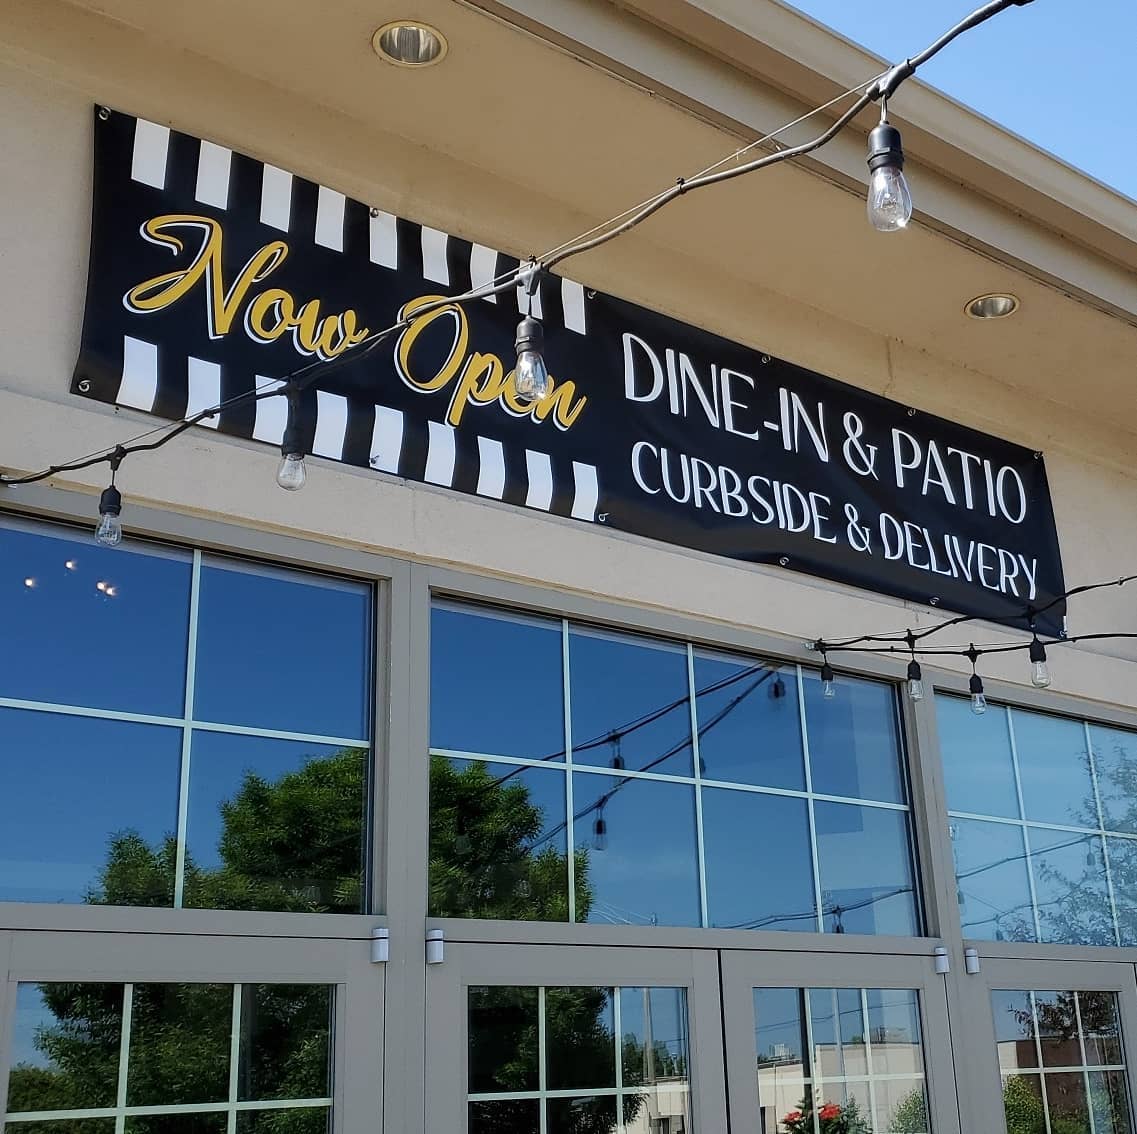 Now Open
DINE-IN & PATIO
CURBSIDE & DELIVERY